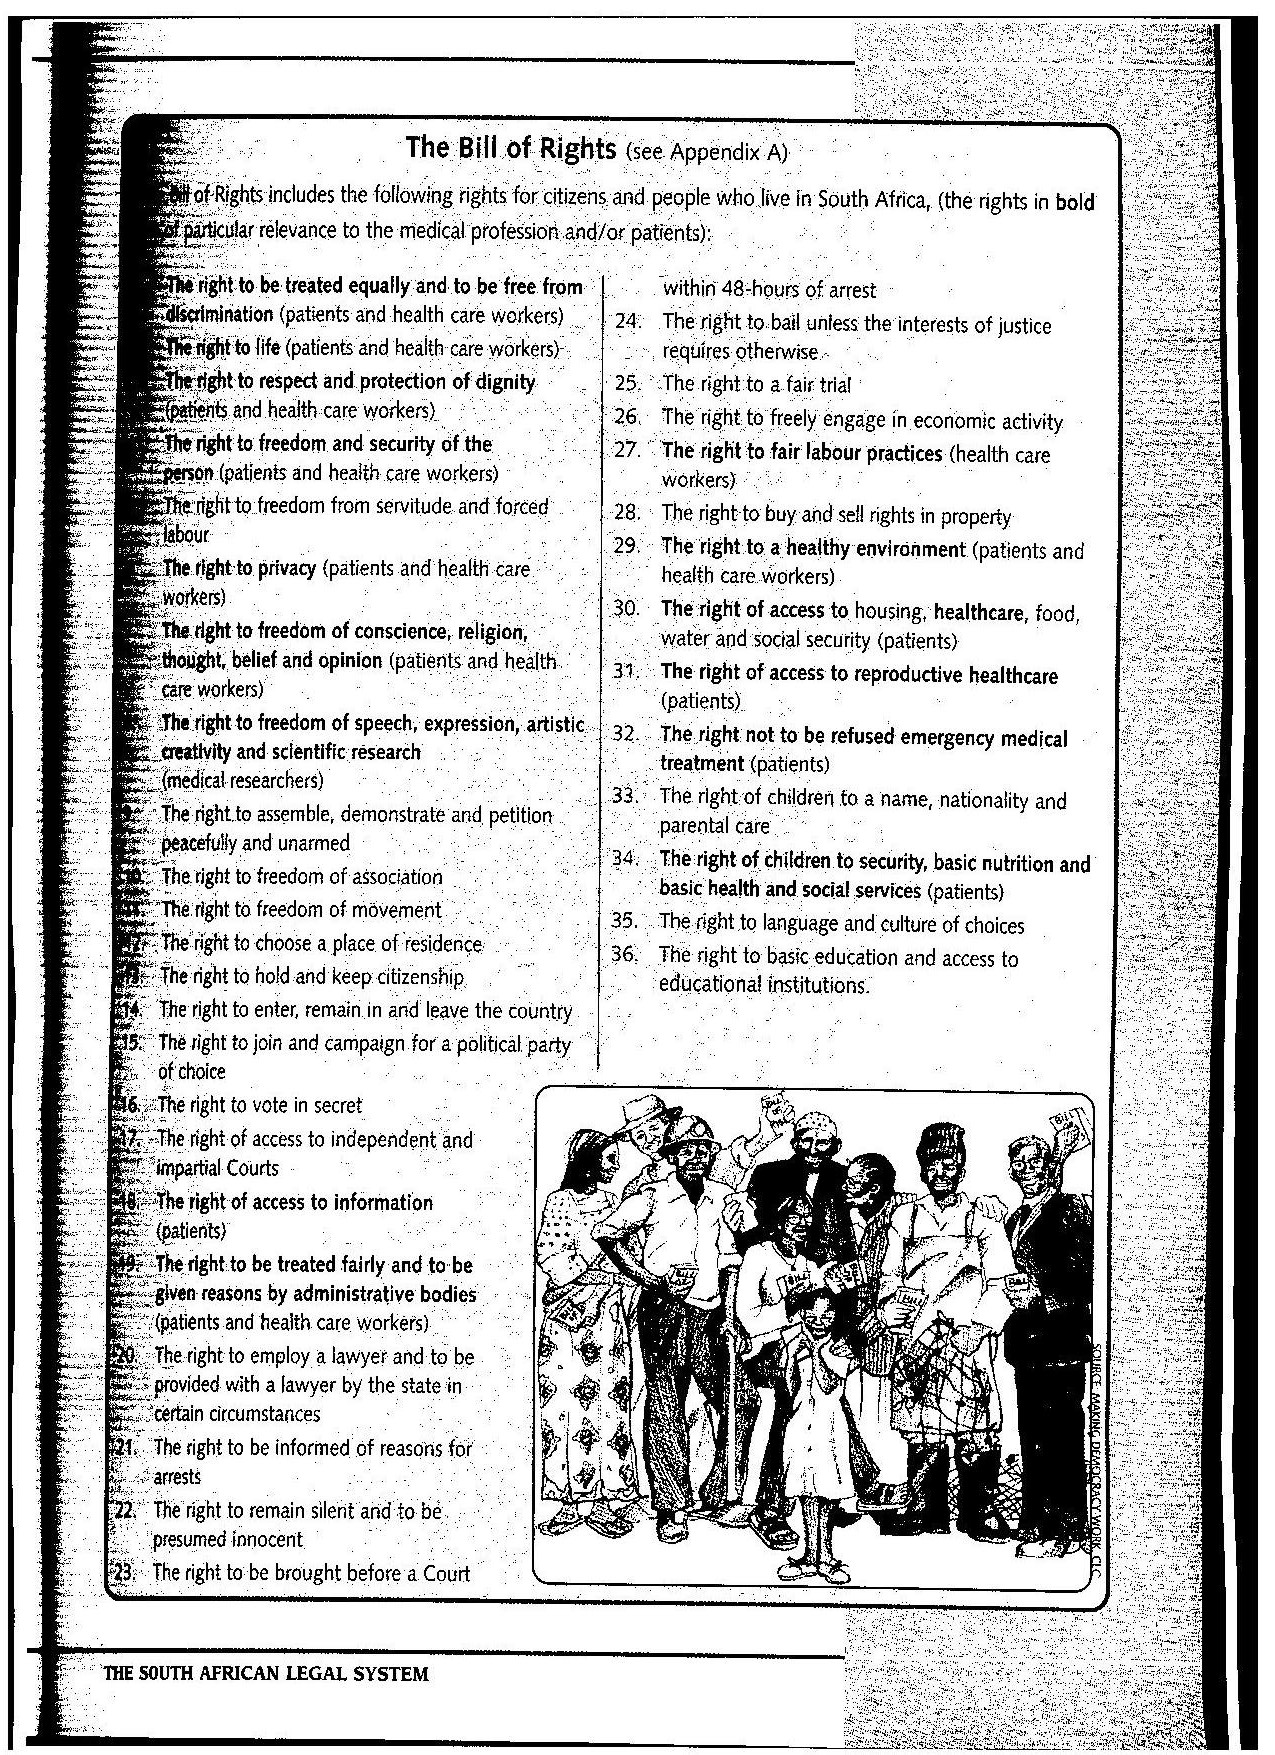 The Bill of Rights (see Appendix A)
Bill of Rights includes the following rights for citizens and people who live in South Africa, (the rights in bold
of particular relevance to the medical profession and/or patients):
The right to be treated equally and to be free from
discrimination (patients and health care workers)
The right to life (patients and health care workers)
The right to respect and protection of dignity
(patients and health care workers)
The right to freedom and security of the
person (patients and health care workers)
The right to freedom from servitude and forced
labour
The right to privacy (patients and health care
workers)
The right to freedom of conscience, religion,
thought, belief and opinion (patients and health
care workers)
The right to freedom of speech, expression, artistic
creativity and scientific research
(medical researchers)
The right to assemble, demonstrate and petition
peacefully and unarmed
The right to freedom of association
The right to freedom of movement
The right to choose a place of residence
13. The right to hold and keep citizenship
14. The right to enter, remain in and leave the country
15. The right to join and campaign for a political party
of choice
16. The right to vote in secret
17. The right of access to independent and
impartial Courts
18. The right of access to information
(patients)
19. The right to be treated fairly and to be
given reasons by administrative bodies
(patients and health care workers)
20. The right to employ a lawyer and to be
provided with a lawyer by the state in
certain circumstances
21. The right to be informed of reasons for
arrests
22. The right to remain silent and to be
presumed innocent
23. The right to be brought before a Court
within 48-hours of arrest
24. The right to bail unless the interests of justice
requires otherwise
25. The right to a fair trial
26. The right to freely engage in economic activity
27. The right to fair labour practices (health care
workers)
28. The right to buy and sell rights in property
29. The right to a healthy environment (patients and
health care workers)
30. The right of access to housing, healthcare, food,
water and social security (patients)
31. The right of access to reproductive healthcare
(patients)
32. The right not to be refused emergency medical
treatment (patients)
33. The right of children to a name, nationality and
parental care
34. The right of children to security, basic nutrition and
basic health and social services (patients)
35. The right to language and culture of choices
36. The right to basic education and access to
educational institutions.
SOURCE: MAKING DEMOCRACY WORK, CLC
THE SOUTH AFRICAN LEGAL SYSTEM